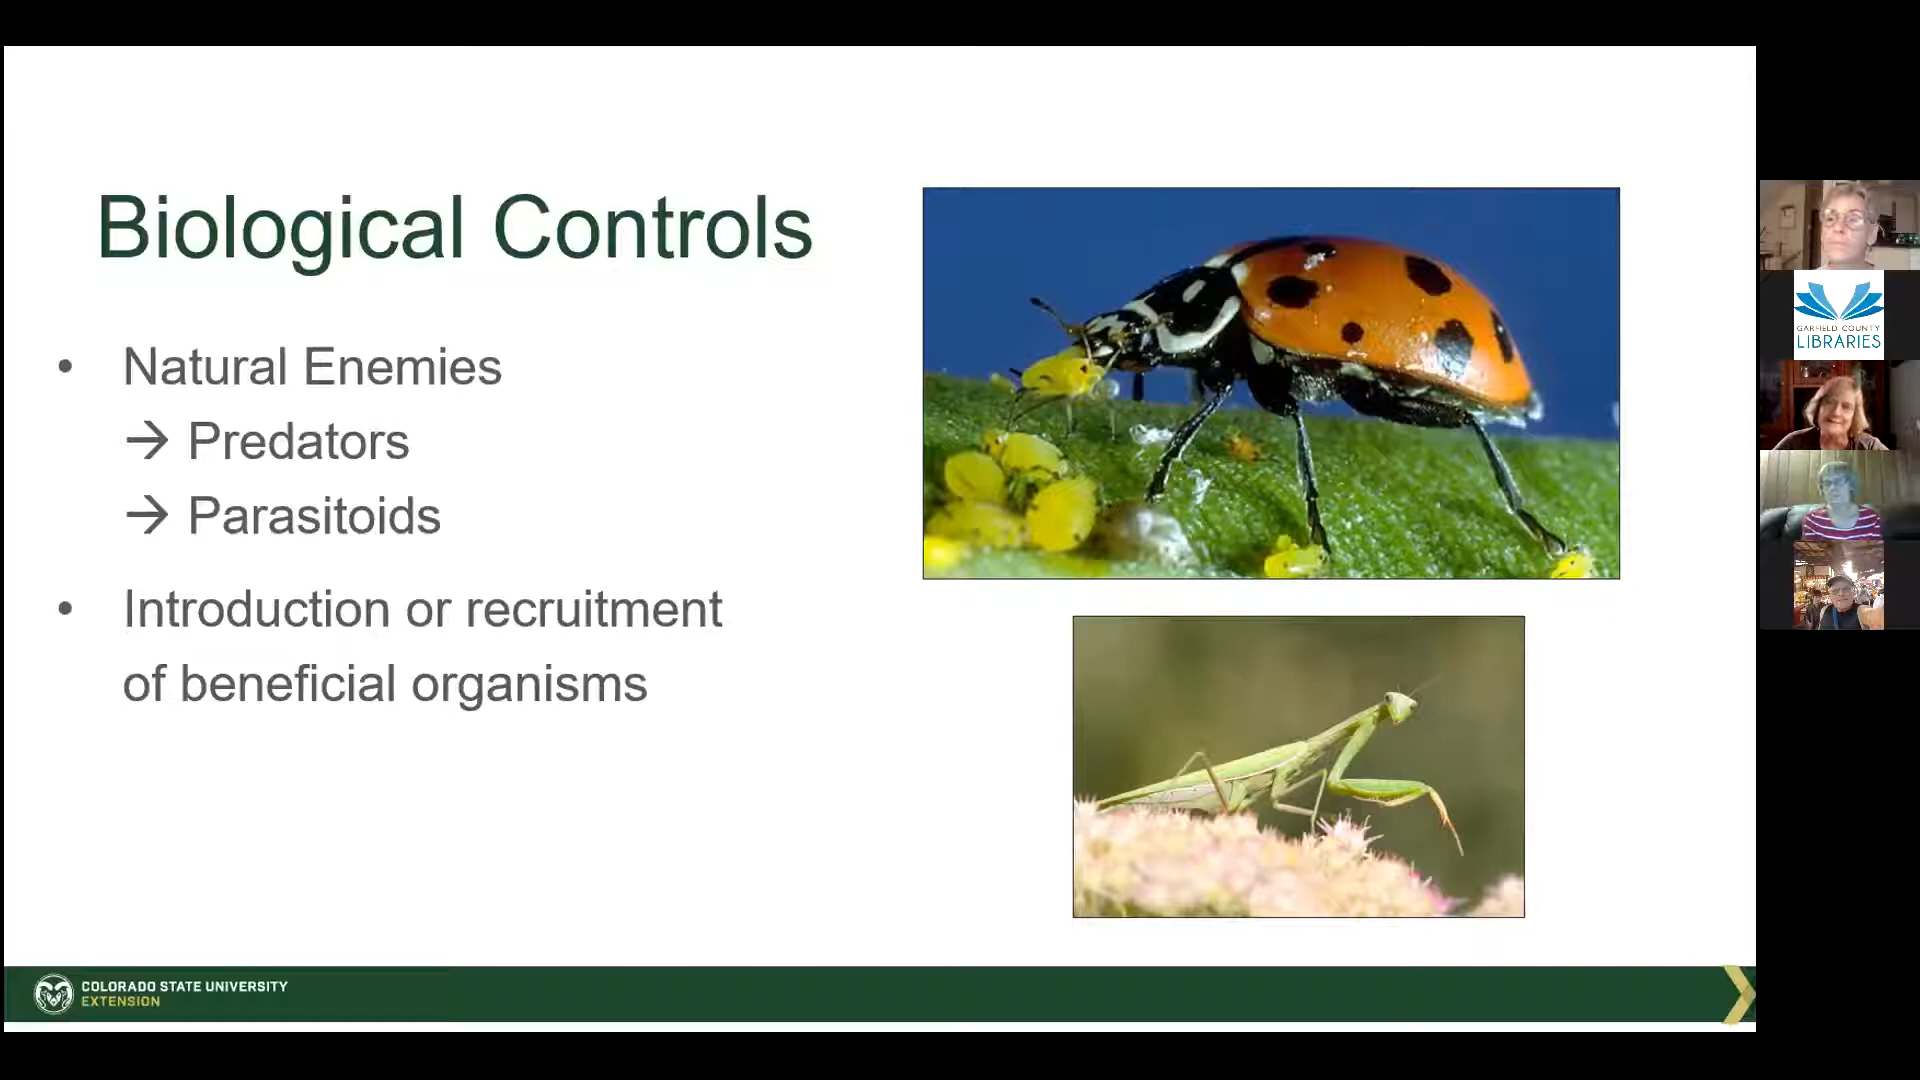 Biological Controls
• Natural Enemies
→ Predators
→ Parasitoids
• Introduction or recruitment
of beneficial organisms
COLORADO STATE UNIVERSITY
EXTENSION
GARFIELD COUNTY
LIBRARIES